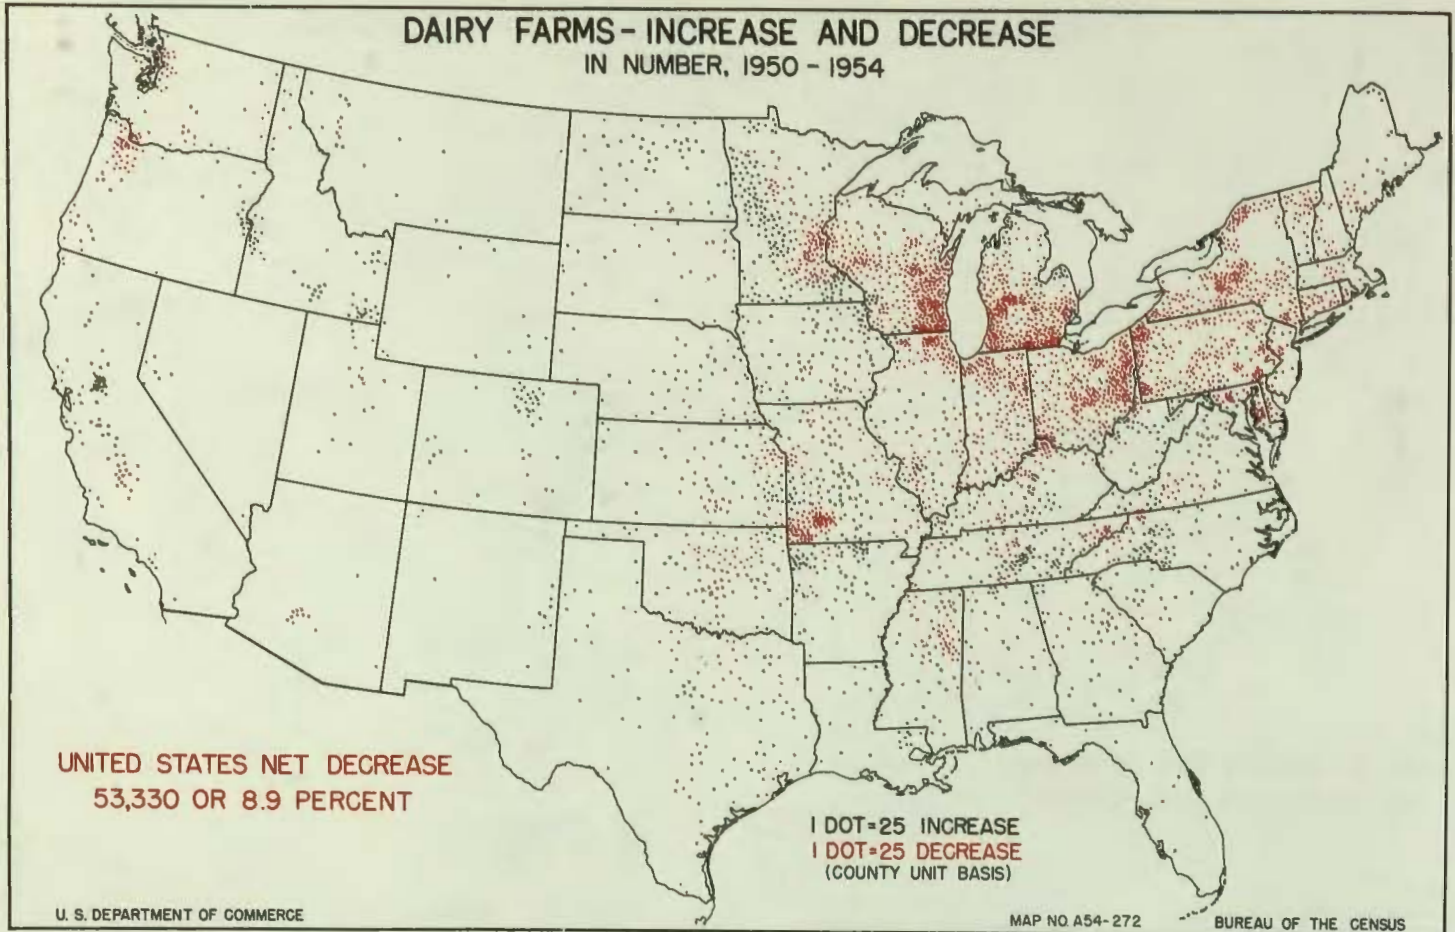 DAIRY FARMS - INCREASE AND DECREASE
IN NUMBER, 1950 - 1954
UNITED STATES NET DECREASE
53,330 OR 8.9 PERCENT
1 DOT=25 INCREASE
1 DOT=25 DECREASE
(COUNTY UNIT BASIS)
U. S. DEPARTMENT OF COMMERCE
MAP NO. A54-272
BUREAU OF THE CENSUS